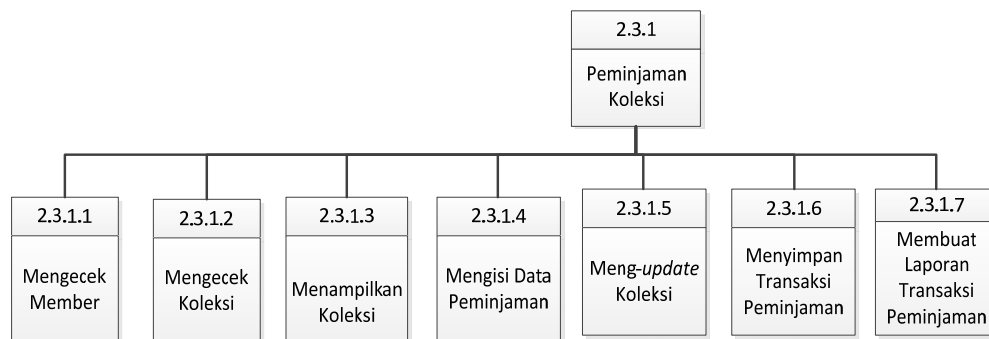 2.3.1
Peminjaman
Koleksi
2.3.1.1
Mengecek
Member
2.3.1.2
Mengecek
Koleksi
2.3.1.3
Menampilkan
Koleksi
2.3.1.4
Mengisi Data
Peminjaman
2.3.1.5
Meng-update
Koleksi
2.3.1.6
Menyimpan
Transaksi
Peminjaman
2.3.1.7
Membuat
Laporan
Transaksi
Peminjaman